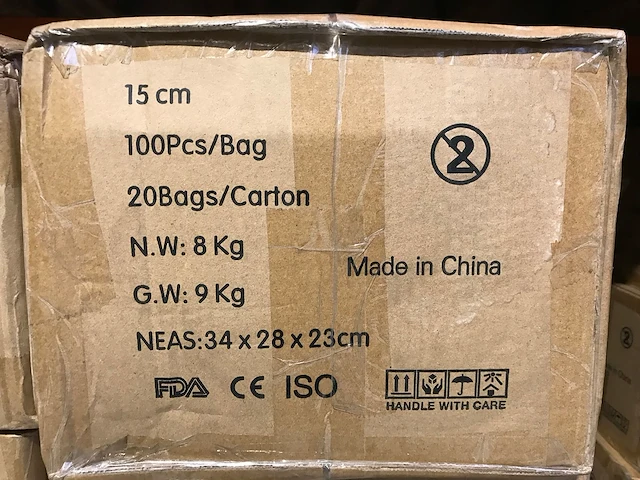 15 cm
100Pcs/Bag
20Bags/Carton
N.W: 8 Kg
G.W: 9 Kg
NEAS:34 x 28 x 23cm
FDA CE ISO
2
Made in China
HANDLE WITH CARE